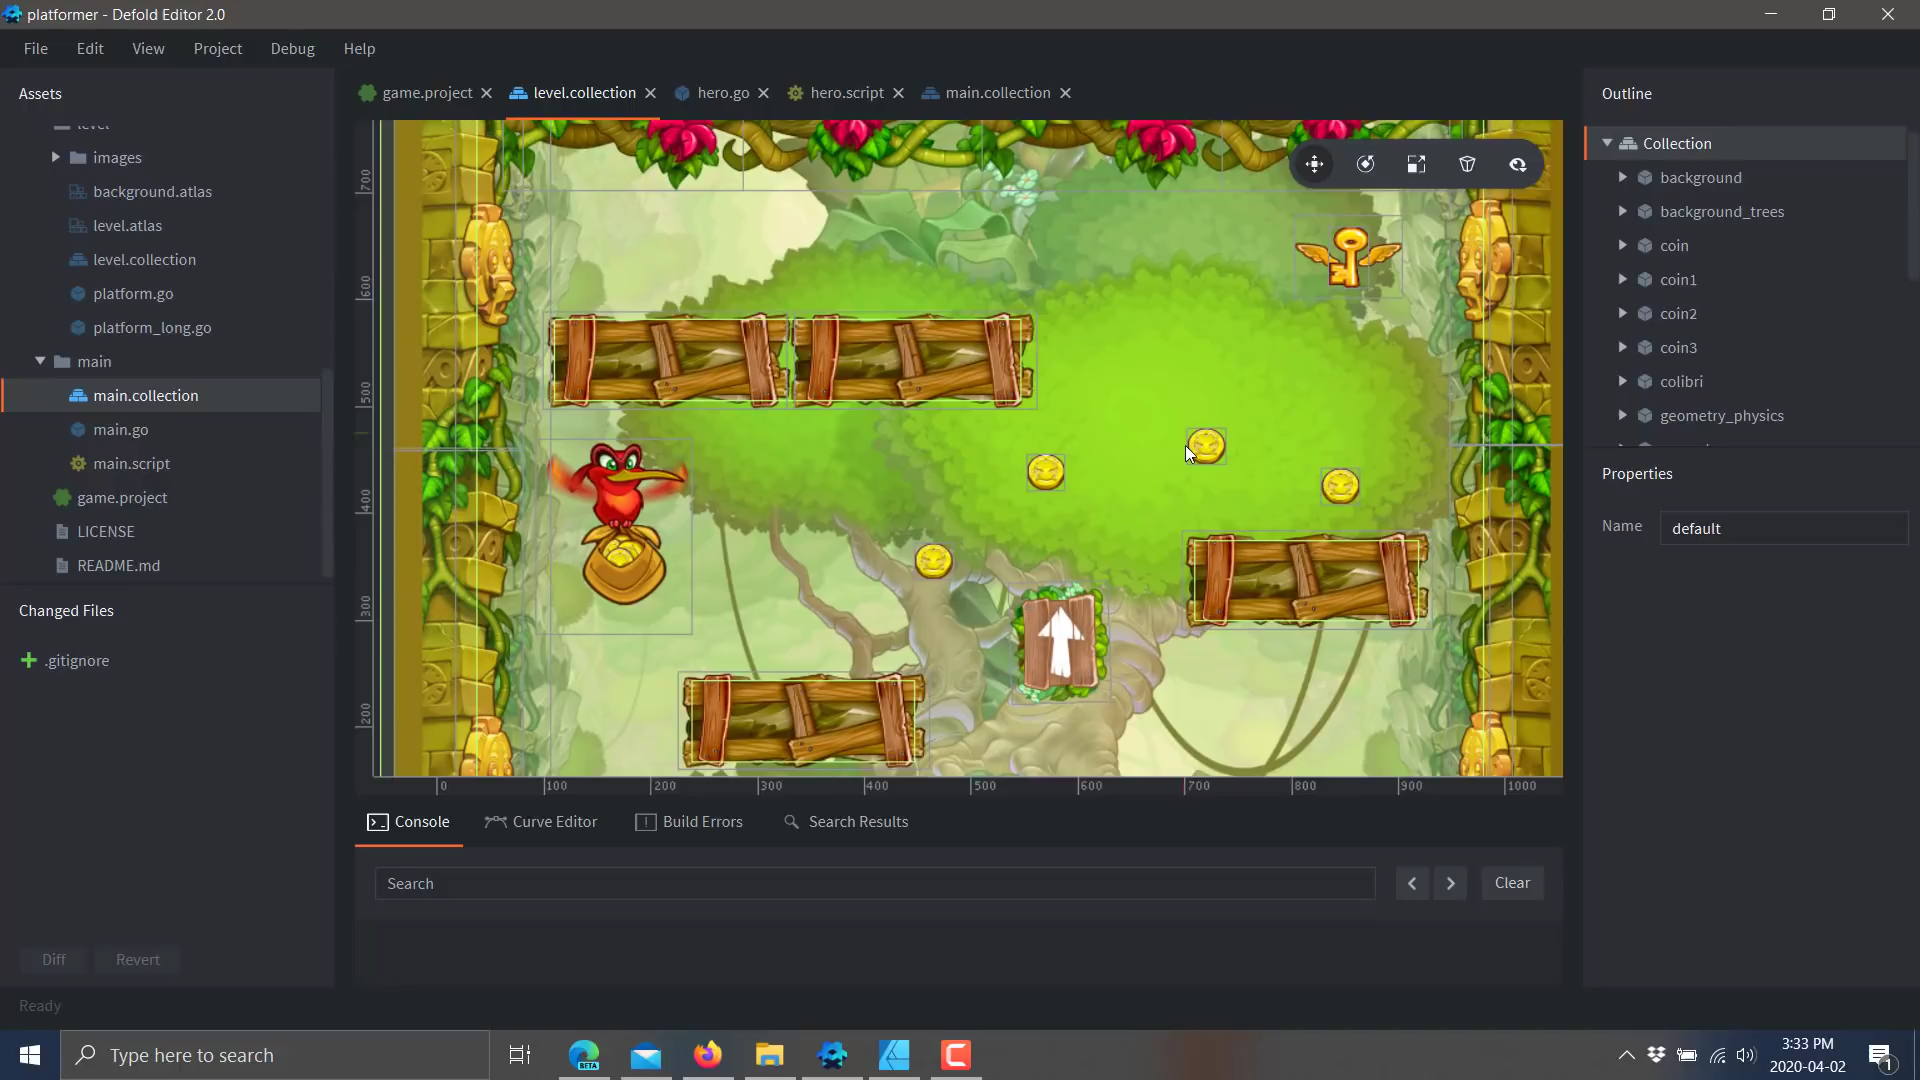 platformer - Defold Editor 2.0
File Edit View Project Debug Help
Assets
level
images
background.atlas
level.atlas
level.collection
platform.go
platform_long.go
main
main.collection
main.go
main.script
game.project
LICENSE
README.md
Changed Files
.gitignore
Diff Revert
Ready
game.project level.collection hero.go hero.script main.collection
700
600
500
400
300
200
0 100 200 300 400 500 600 700 800 900 1000
Console Curve Editor Build Errors Search Results
Search
Clear
Outline
Collection
background
background_trees
coin
coin1
coin2
coin3
colibri
geometry_physics
Properties
Name default
Type here to search
BETA
3:33 PM
2020-04-02
1